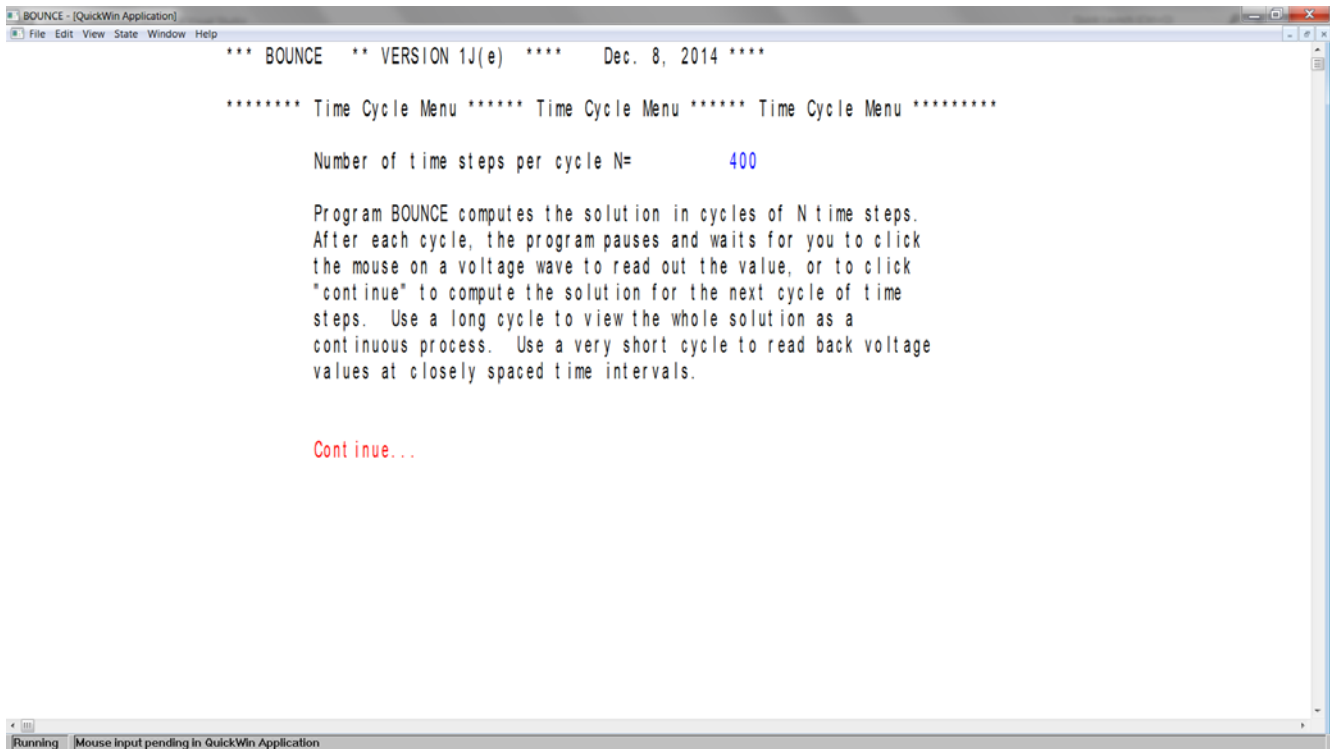 BOUNCE - [QuickWin Application]
File Edit View State Window Help
*** BOUNCE ** VERSION 1J(e) **** Dec. 8, 2014 ****
******** Time Cycle Menu ****** Time Cycle Menu ****** Time Cycle Menu *********
Number of time steps per cycle N= 400
Program BOUNCE computes the solution in cycles of N time steps.
After each cycle, the program pauses and waits for you to click
the mouse on a voltage wave to read out the value, or to click
"continue" to compute the solution for the next cycle of time
steps. Use a long cycle to view the whole solution as a
continuous process. Use a very short cycle to read back voltage
values at closely spaced time intervals.
Continue...
Running Mouse input pending in QuickWin Application